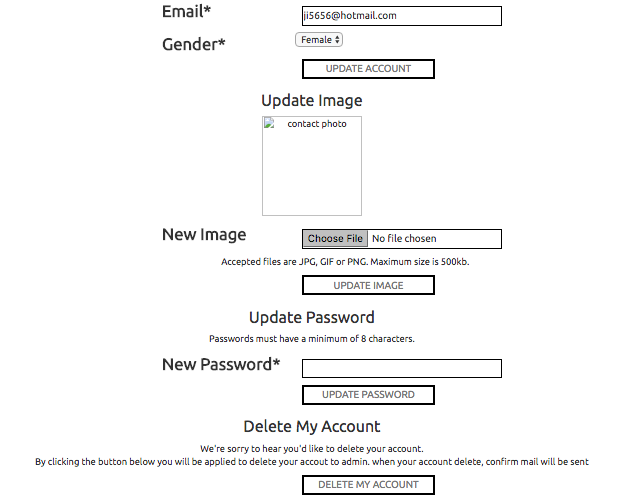 Email*
ji5656@hotmail.com
Gender*
Female
UPDATE ACCOUNT
Update Image
contact photo
New Image
Choose File No file chosen
Accepted files are JPG, GIF or PNG. Maximum size is 500kb.
UPDATE IMAGE
Update Password
Passwords must have a minimum of 8 characters.
New Password*
UPDATE PASSWORD
Delete My Account
We're sorry to hear you'd like to delete your account.
By clicking the button below you will be applied to delete your accout to admin. when your account delete, confirm mail will be sent
DELETE MY ACCOUNT